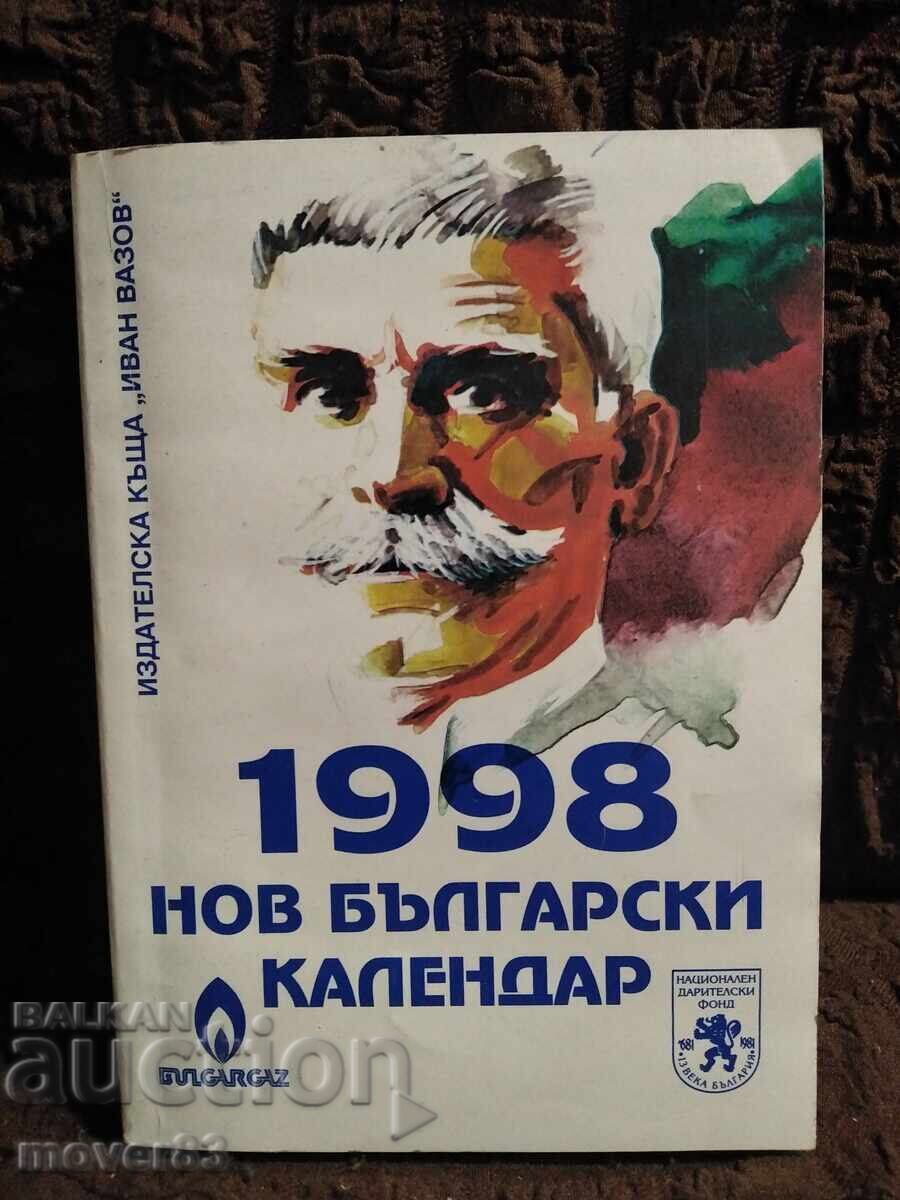 ИЗДАТЕЛСКА КЪЩА „ИВАН ВАЗОВ"
1998
НОВ БЪЛГАРСКИ
КАЛЕНДАР
BULGARGAZ
НАЦИОНАЛЕН
ДАРИТЕЛСКИ
ФОНД
681 1981
13 ВЕКА БЪЛГАРИЯ
BALKAN
auction
mover83